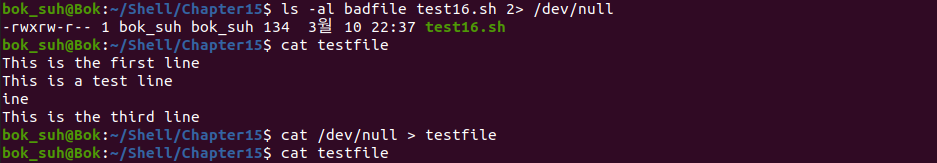 bok_suh@Bok:~/Shell/Chapter15$ ls -al badfile test16.sh 2> /dev/null
-rwxrw-r-- 1 bok_suh bok_suh 134  3월 10 22:37 test16.sh
bok_suh@Bok:~/Shell/Chapter15$ cat testfile
This is the first line
This is a test line
ine
This is the third line
bok_suh@Bok:~/Shell/Chapter15$ cat /dev/null > testfile
bok_suh@Bok:~/Shell/Chapter15$ cat testfile